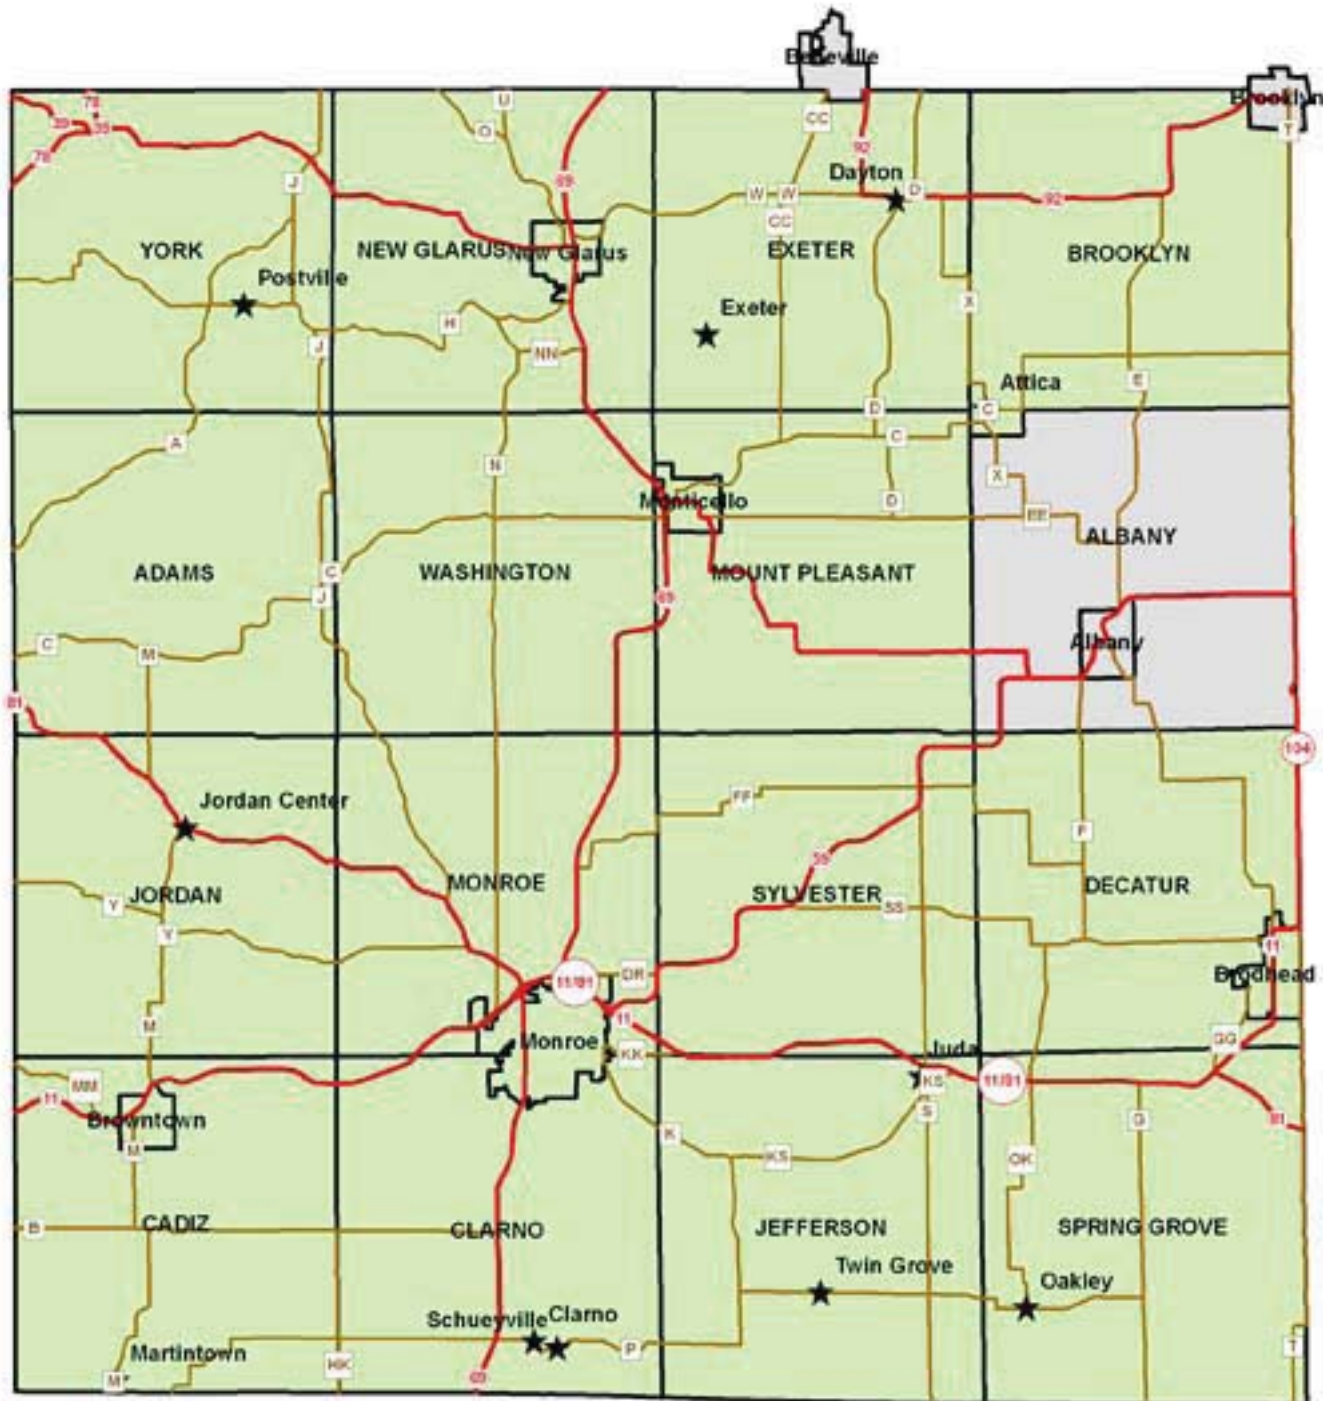 Belleville
Brooklyn
78
39
39
78
U
O
CC
T
92
69
J
Dayton
W
W
D
92
CC
YORK
NEW GLARUS
New Glarus
EXETER
BROOKLYN
Postville
Exeter
X
H
J
NN
Attica
E
D
C
C
A
N
X
D
Monticello
EE
ALBANY
ADAMS
C
WASHINGTON
MOUNT PLEASANT
J
69
C
M
Albany
81
104
Jordan Center
FF
F
39
JORDAN
MONROE
SYLVESTER
DECATUR
Y
SS
Y
11
11/81
DR
Brodhead
M
11
Monroe
KK
Juda
GG
MM
KS
11/81
11
Browntown
S
G
81
M
K
KS
OK
B
CADIZ
CLARNO
JEFFERSON
SPRING GROVE
Twin Grove
Oakley
Schueyville
Clarno
Martintown
P
T
HK
M
69